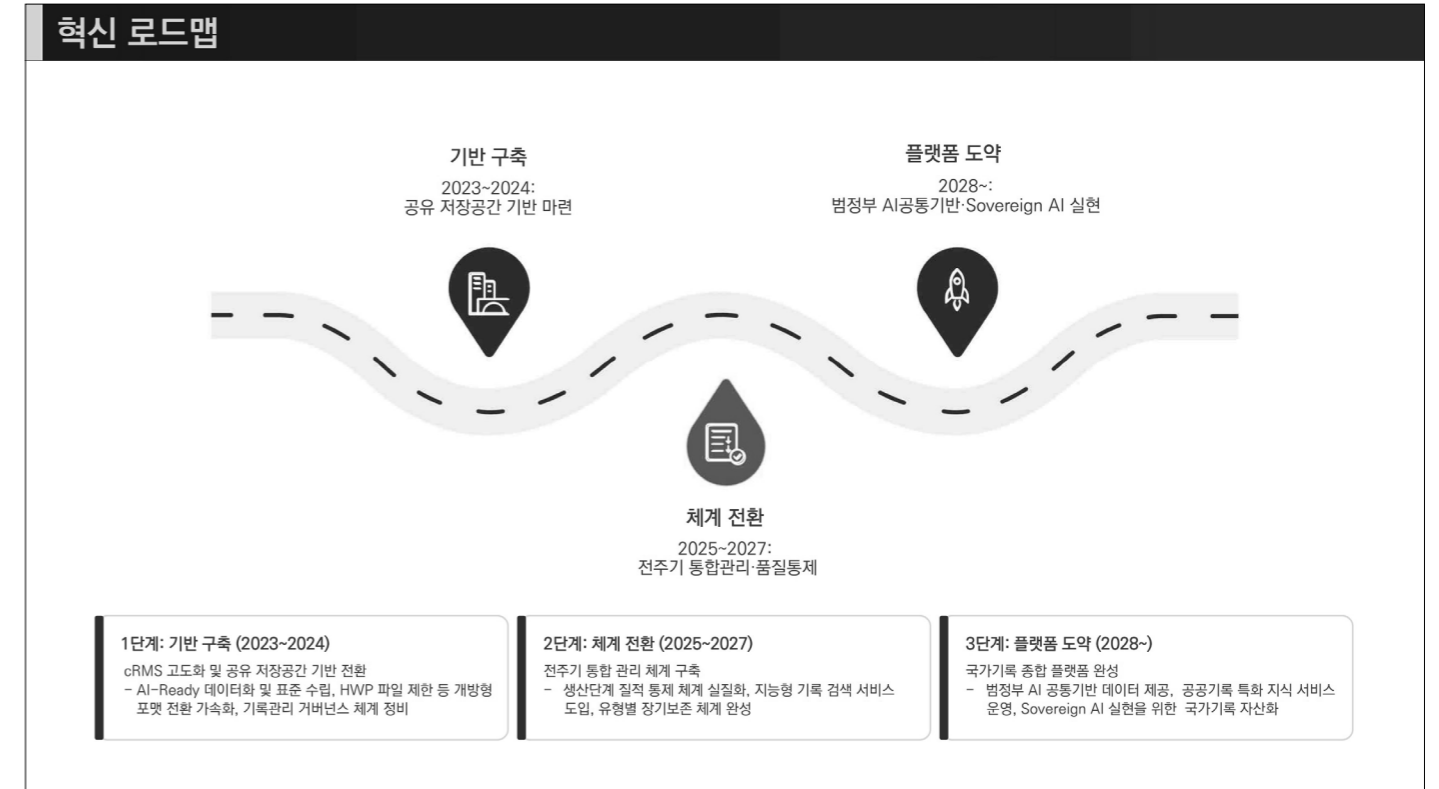 혁신 로드맵
기반 구축
2023~2024:
공유 저장공간 기반 마련
플랫폼 도약
2028~:
범정부 AI공통기반·Sovereign AI 실현
체계 전환
2025~2027:
전주기 통합관리·품질통제
1단계: 기반 구축 (2023~2024)
cRMS 고도화 및 공유 저장공간 기반 전환
- AI-Ready 데이터화 및 표준 수립, HWP 파일 제한 등 개방형
포맷 전환 가속화, 기록관리 거버넌스 체계 정비
2단계: 체계 전환 (2025~2027)
전주기 통합 관리 체계 구축
- 생산단계 질적 통제 체계 실질화, 지능형 기록 검색 서비스
도입, 유형별 장기보존 체계 완성
3단계: 플랫폼 도약 (2028~)
국가기록 종합 플랫폼 완성
- 범정부 AI 공통기반 데이터 제공, 공공기록 특화 지식 서비스
운영, Sovereign AI 실현을 위한 국가기록 자산화